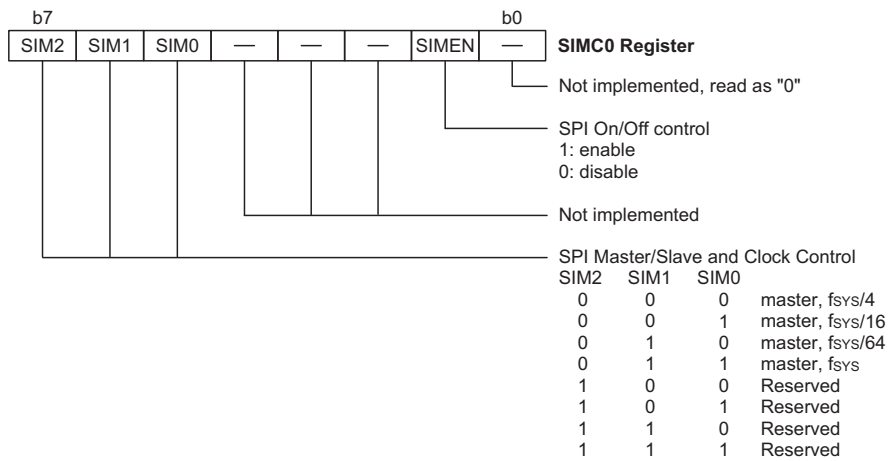 b7 b0
SIM2 SIM1 SIM0 — — — SIMEN — SIMC0 Register
Not implemented, read as "0"
SPI On/Off control
1: enable
0: disable
Not implemented
SPI Master/Slave and Clock Control
SIM2 SIM1 SIM0
0 0 0 master, fSYS/4
0 0 1 master, fSYS/16
0 1 0 master, fSYS/64
0 1 1 master, fSYS
1 0 0 Reserved
1 0 1 Reserved
1 1 0 Reserved
1 1 1 Reserved